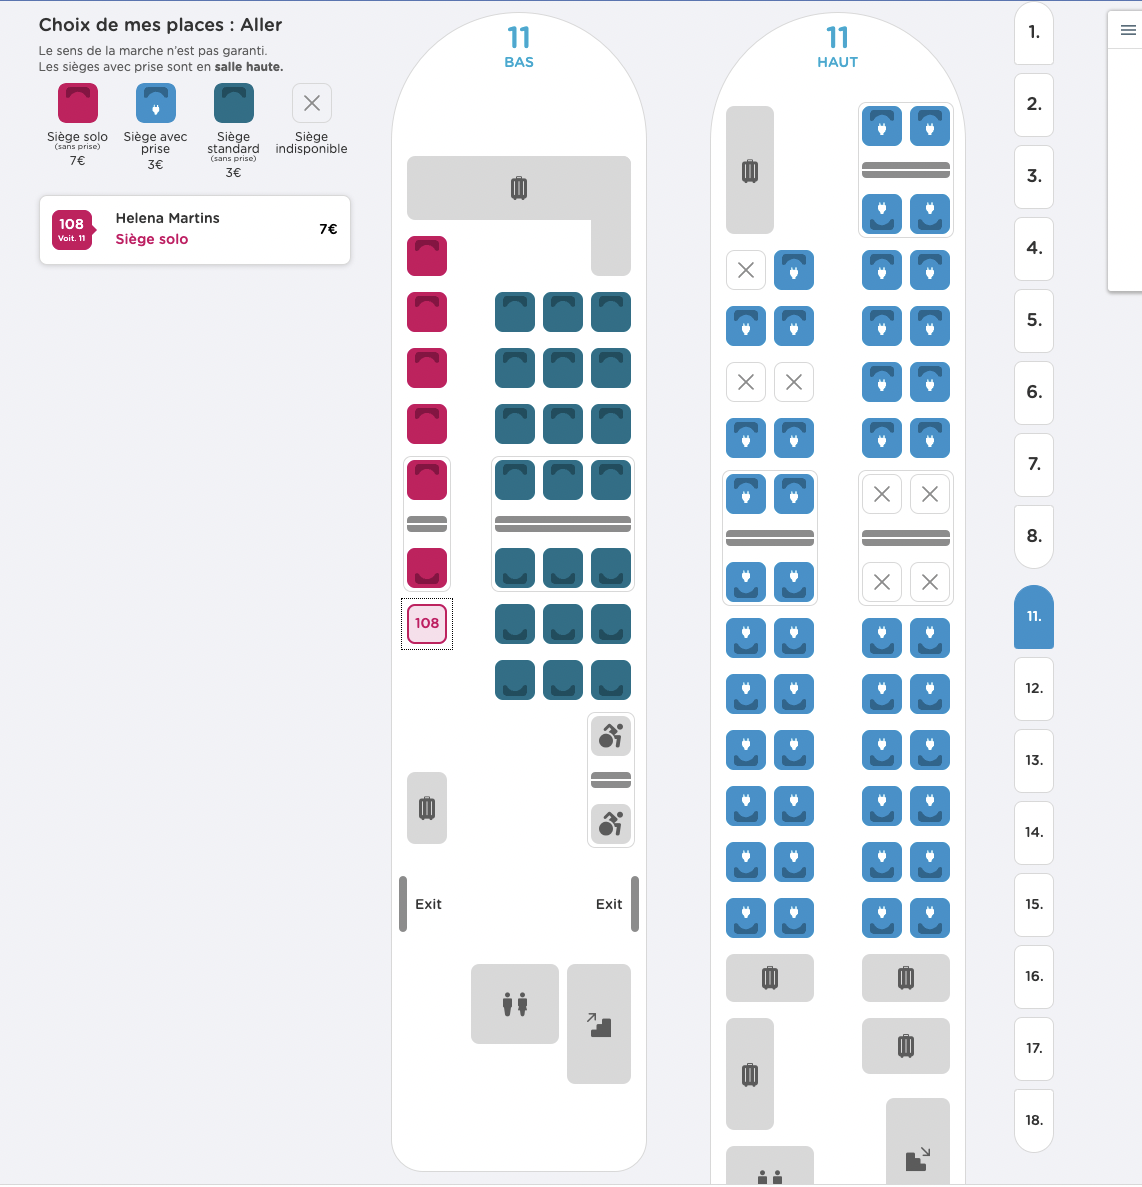 Choix de mes places : Aller
Le sens de la marche n'est pas garanti.
Les sièges avec prise sont en salle haute.
Siège solo
(sans prise)
7€
Siège avec
prise
3€
Siège
standard
(sans prise)
3€
Siège
indisponible
108
Voit. 11
Helena Martins
Siège solo
7€
11
BAS
108
Exit
Exit
11
HAUT
1.
2.
3.
4.
5.
6.
7.
8.
11.
12.
13.
14.
15.
16.
17.
18.